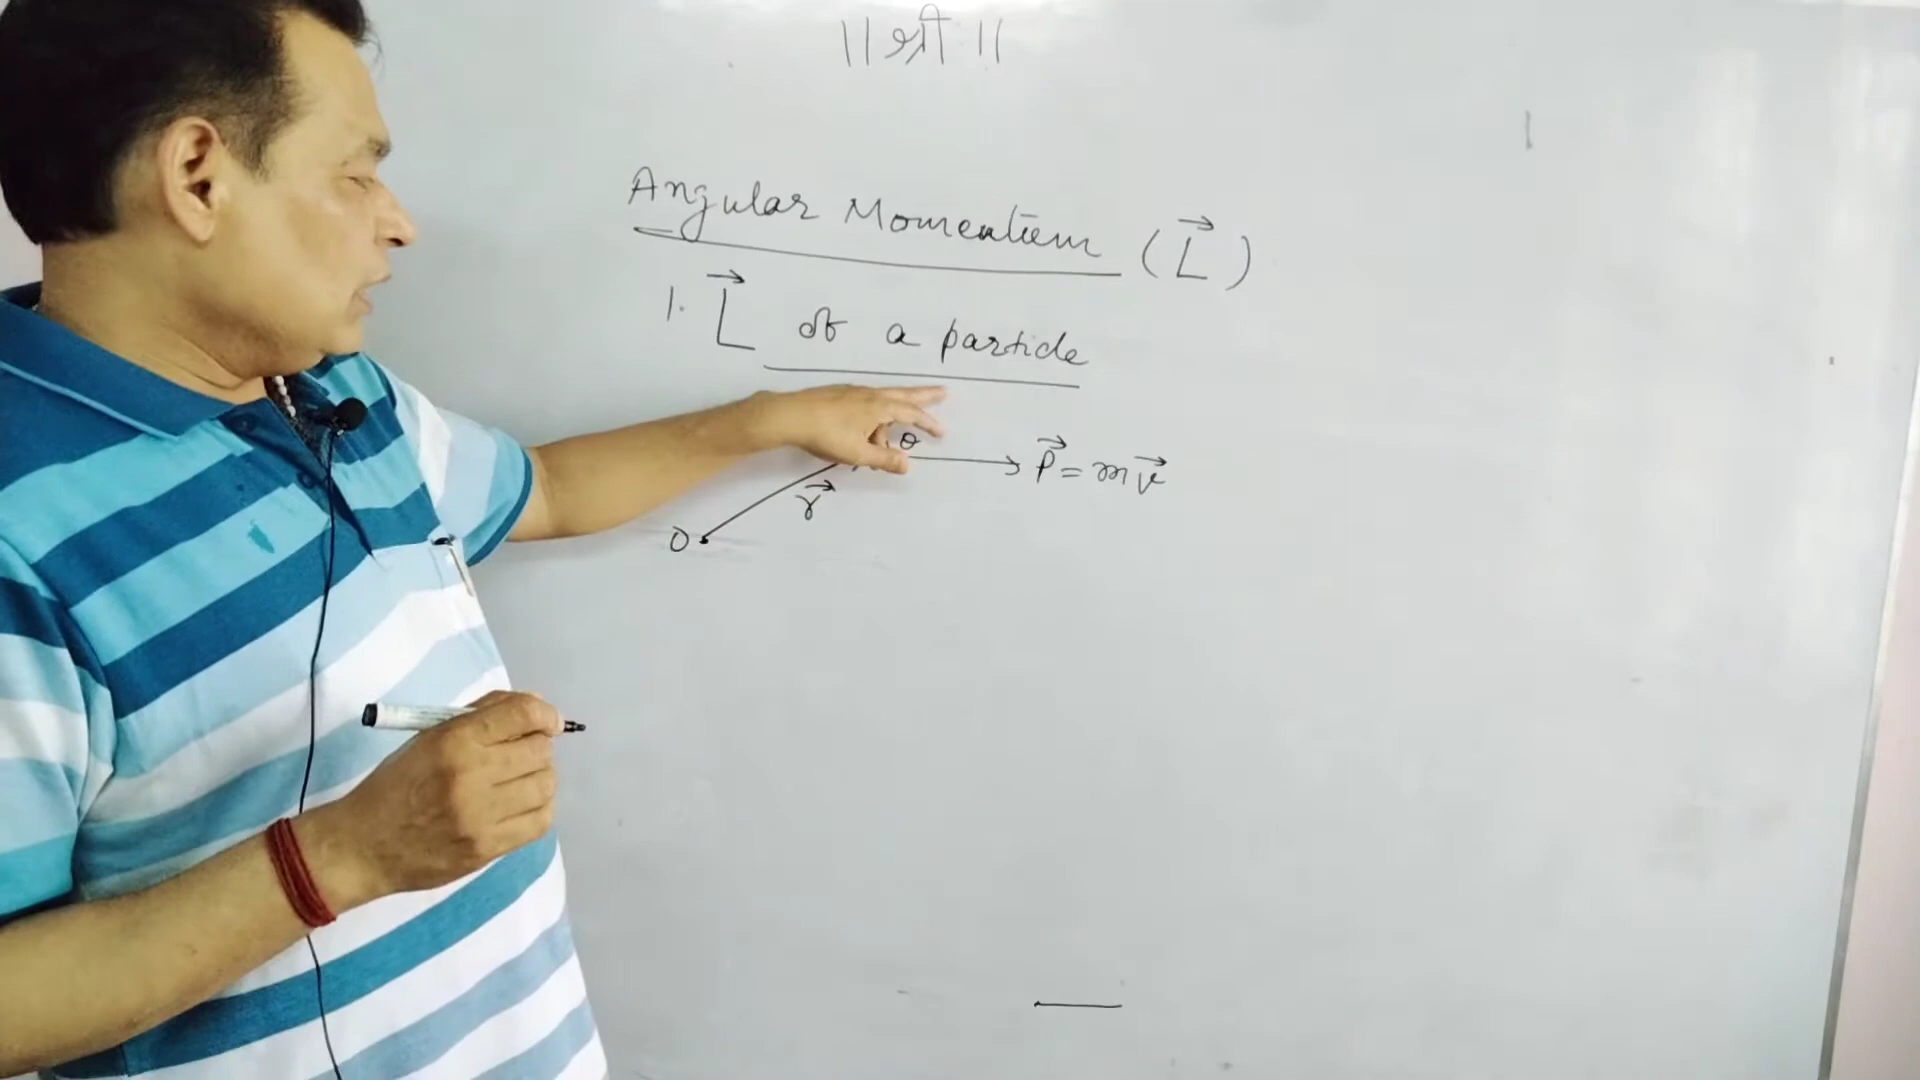 ॥ श्री ॥
Angular Momentum (L⃗)
1. L⃗ of a particle
θ
P⃗ = mv⃗
r⃗
O